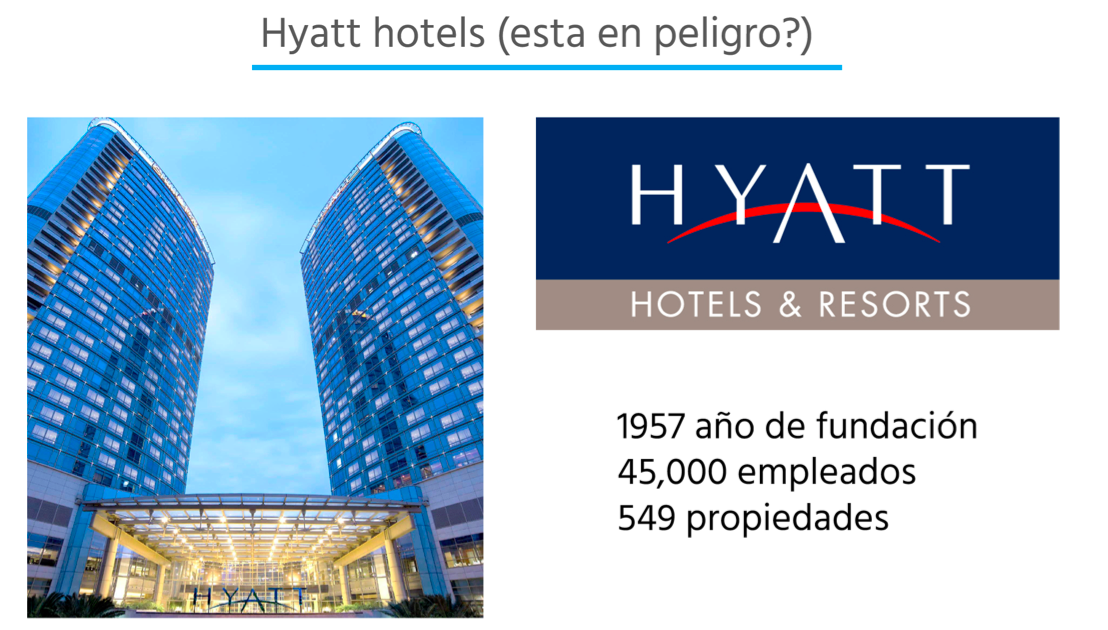 Hyatt hotels (esta en peligro?)
HYATT
HOTELS & RESORTS
1957 año de fundación
45,000 empleados
549 propiedades
HYATT